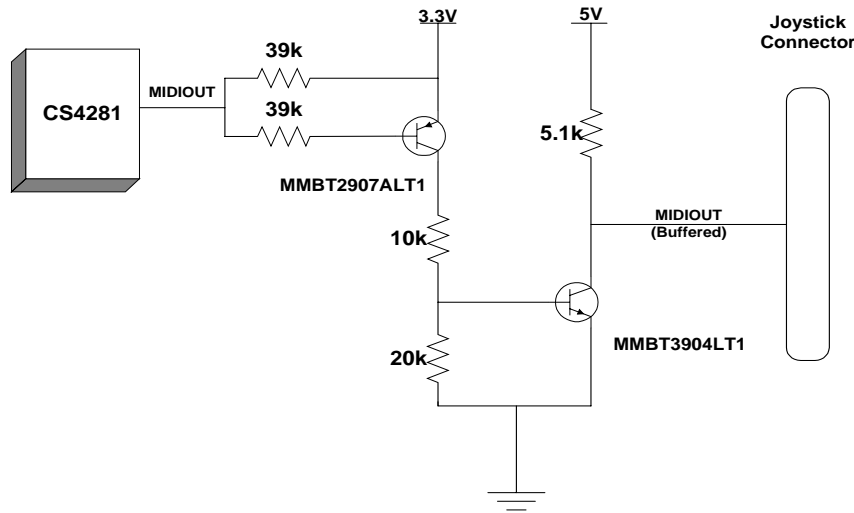 3.3V
5V
Joystick
Connector
39k
MIDIOUT
CS4281
39k
5.1k
MMBT2907ALT1
MIDIOUT
(Buffered)
10k
MMBT3904LT1
20k